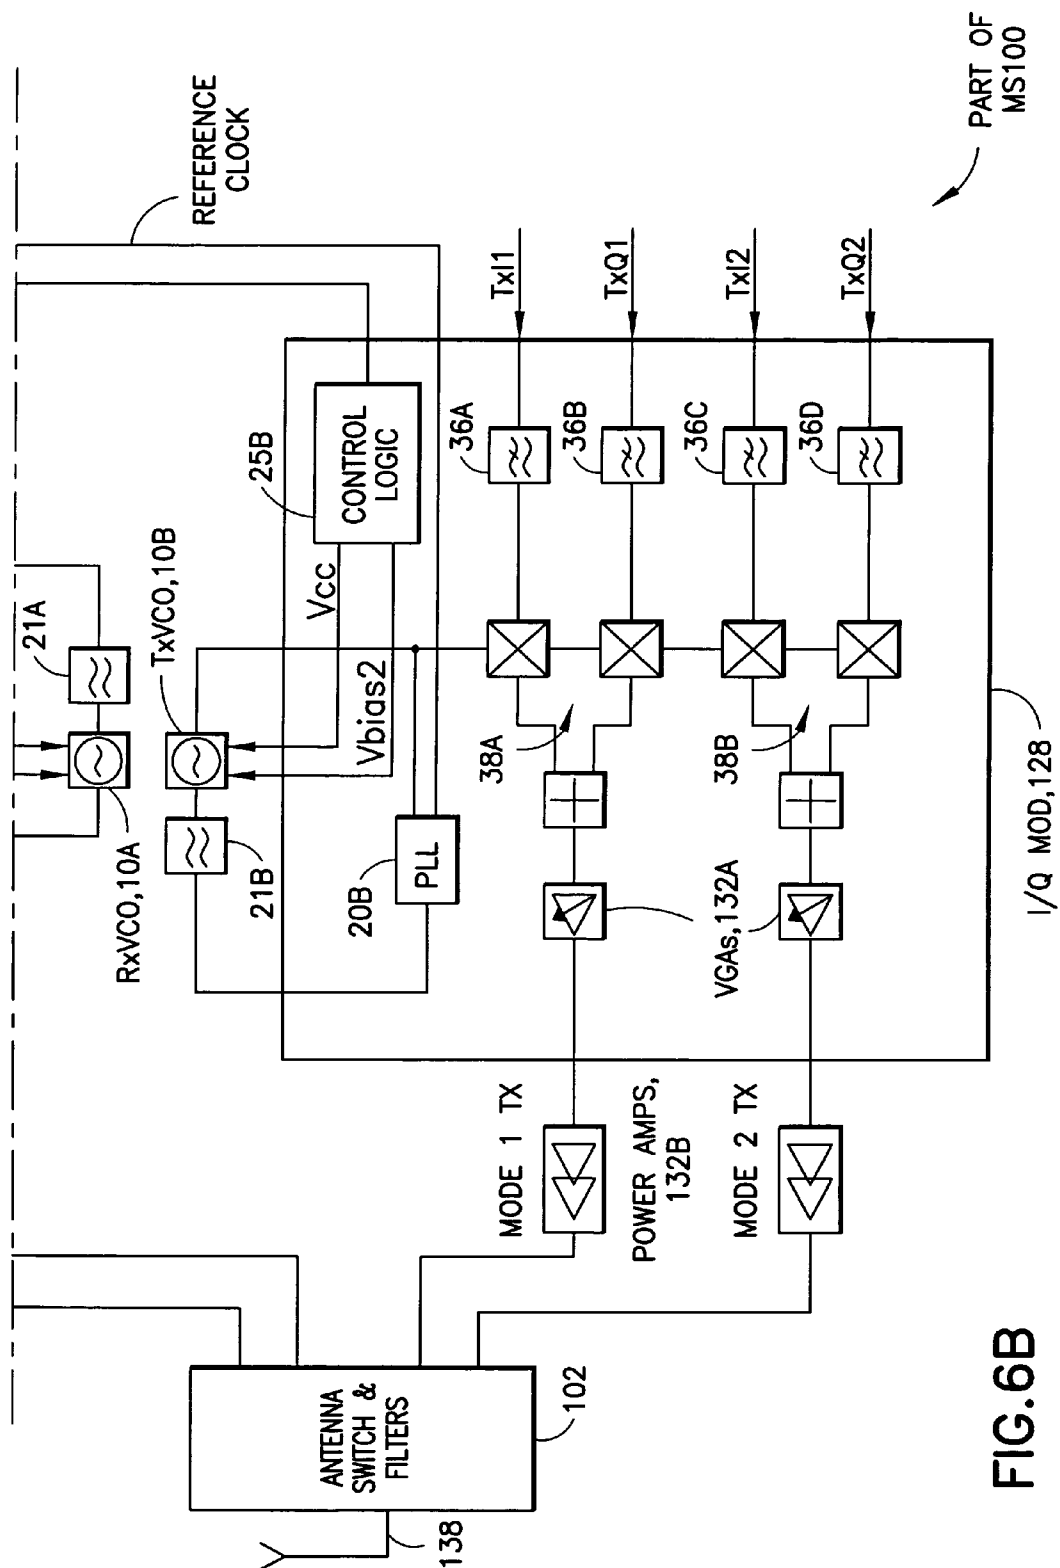 REFERENCE
CLOCK
PART OF
MS100
21A
RxVCO,10A
TxVCO,10B
21B
25B
CONTROL
LOGIC
Vcc
Vbias2
20B
PLL
TxI1
TxQ1
TxI2
TxQ2
36A
36B
36C
36D
38A
38B
VGAs,132A
I/Q MOD,128
MODE 1 TX
POWER AMPS,
132B
MODE 2 TX
ANTENNA
SWITCH &
FILTERS
102
138
FIG.6B